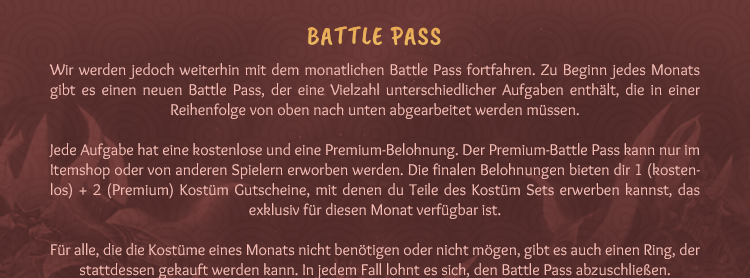 BATTLE PASS
Wir werden jedoch weiterhin mit dem monatlichen Battle Pass fortfahren. Zu Beginn jedes Monats
gibt es einen neuen Battle Pass, der eine Vielzahl unterschiedlicher Aufgaben enthält, die in einer
Reihenfolge von oben nach unten abgearbeitet werden müssen.
Jede Aufgabe hat eine kostenlose und eine Premium-Belohnung. Der Premium-Battle Pass kann nur im
Itemshop oder von anderen Spielern erworben werden. Die finalen Belohnungen bieten dir 1 (kosten-
los) + 2 (Premium) Kostüm Gutscheine, mit denen du Teile des Kostüm Sets erwerben kannst, das
exklusiv für diesen Monat verfügbar ist.
Für alle, die die Kostüme eines Monats nicht benötigen oder nicht mögen, gibt es auch einen Ring, der
stattdessen gekauft werden kann. In jedem Fall lohnt es sich, den Battle Pass abzuschließen.